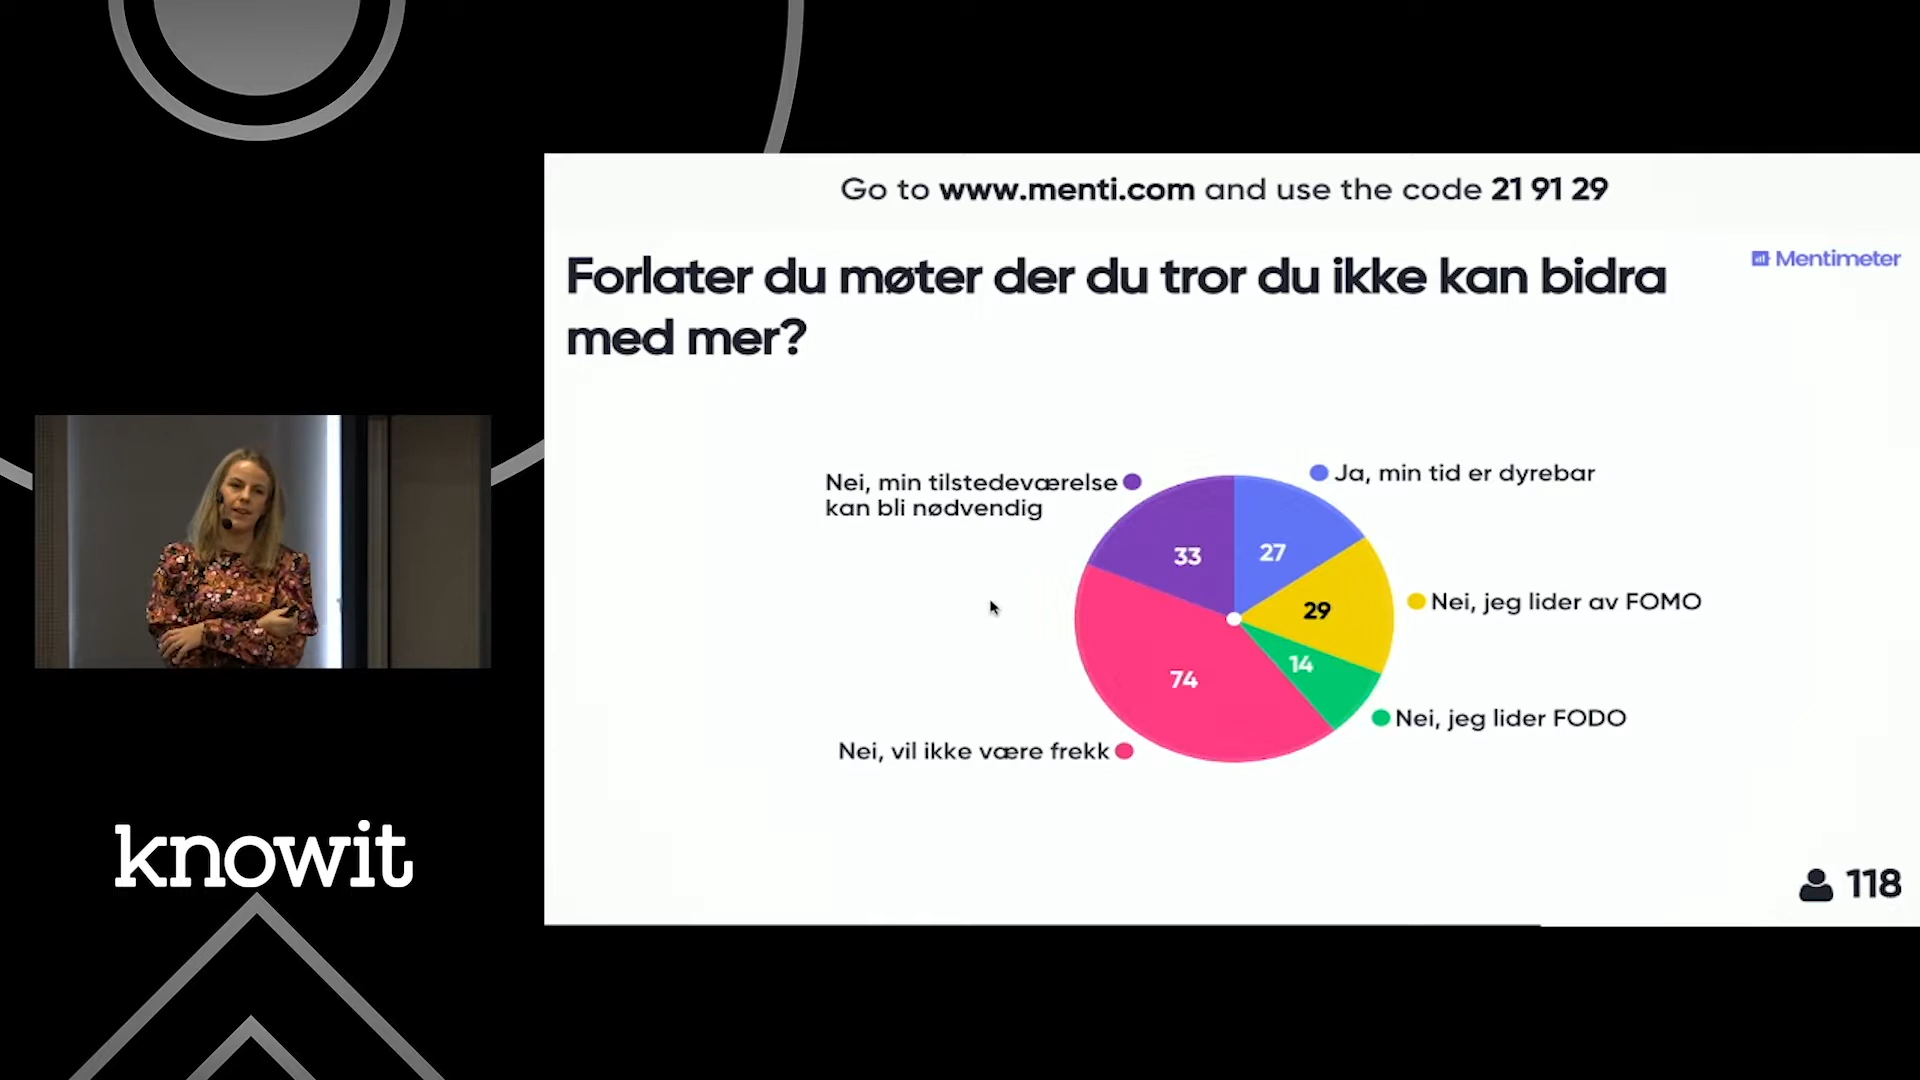 Go to www.menti.com and use the code 21 91 29
Mentimeter
Forlater du møter der du tror du ikke kan bidra
med mer?
Nei, min tilstedeværelse
kan bli nødvendig
Ja, min tid er dyrebar
33
27
29
Nei, jeg lider av FOMO
14
74
Nei, jeg lider FODO
Nei, vil ikke være frekk
118
knowit